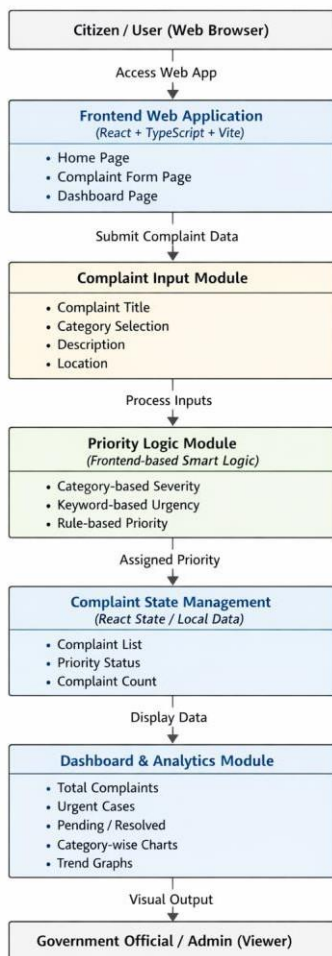 Citizen / User (Web Browser)
Access Web App
Frontend Web Application
(React + TypeScript + Vite)
• Home Page
• Complaint Form Page
• Dashboard Page
Submit Complaint Data
Complaint Input Module
• Complaint Title
• Category Selection
• Description
• Location
Process Inputs
Priority Logic Module
(Frontend-based Smart Logic)
• Category-based Severity
• Keyword-based Urgency
• Rule-based Priority
Assigned Priority
Complaint State Management
(React State / Local Data)
• Complaint List
• Priority Status
• Complaint Count
Display Data
Dashboard & Analytics Module
• Total Complaints
• Urgent Cases
• Pending / Resolved
• Category-wise Charts
• Trend Graphs
Visual Output
Government Official / Admin (Viewer)